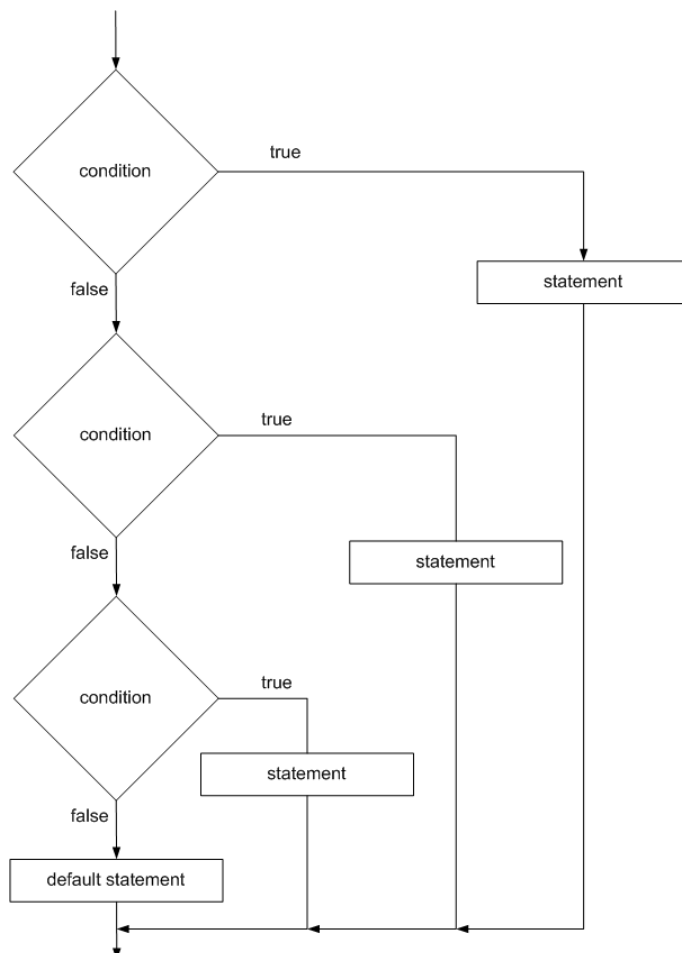 condition
true
statement
false
condition
true
statement
false
condition
true
statement
false
default statement